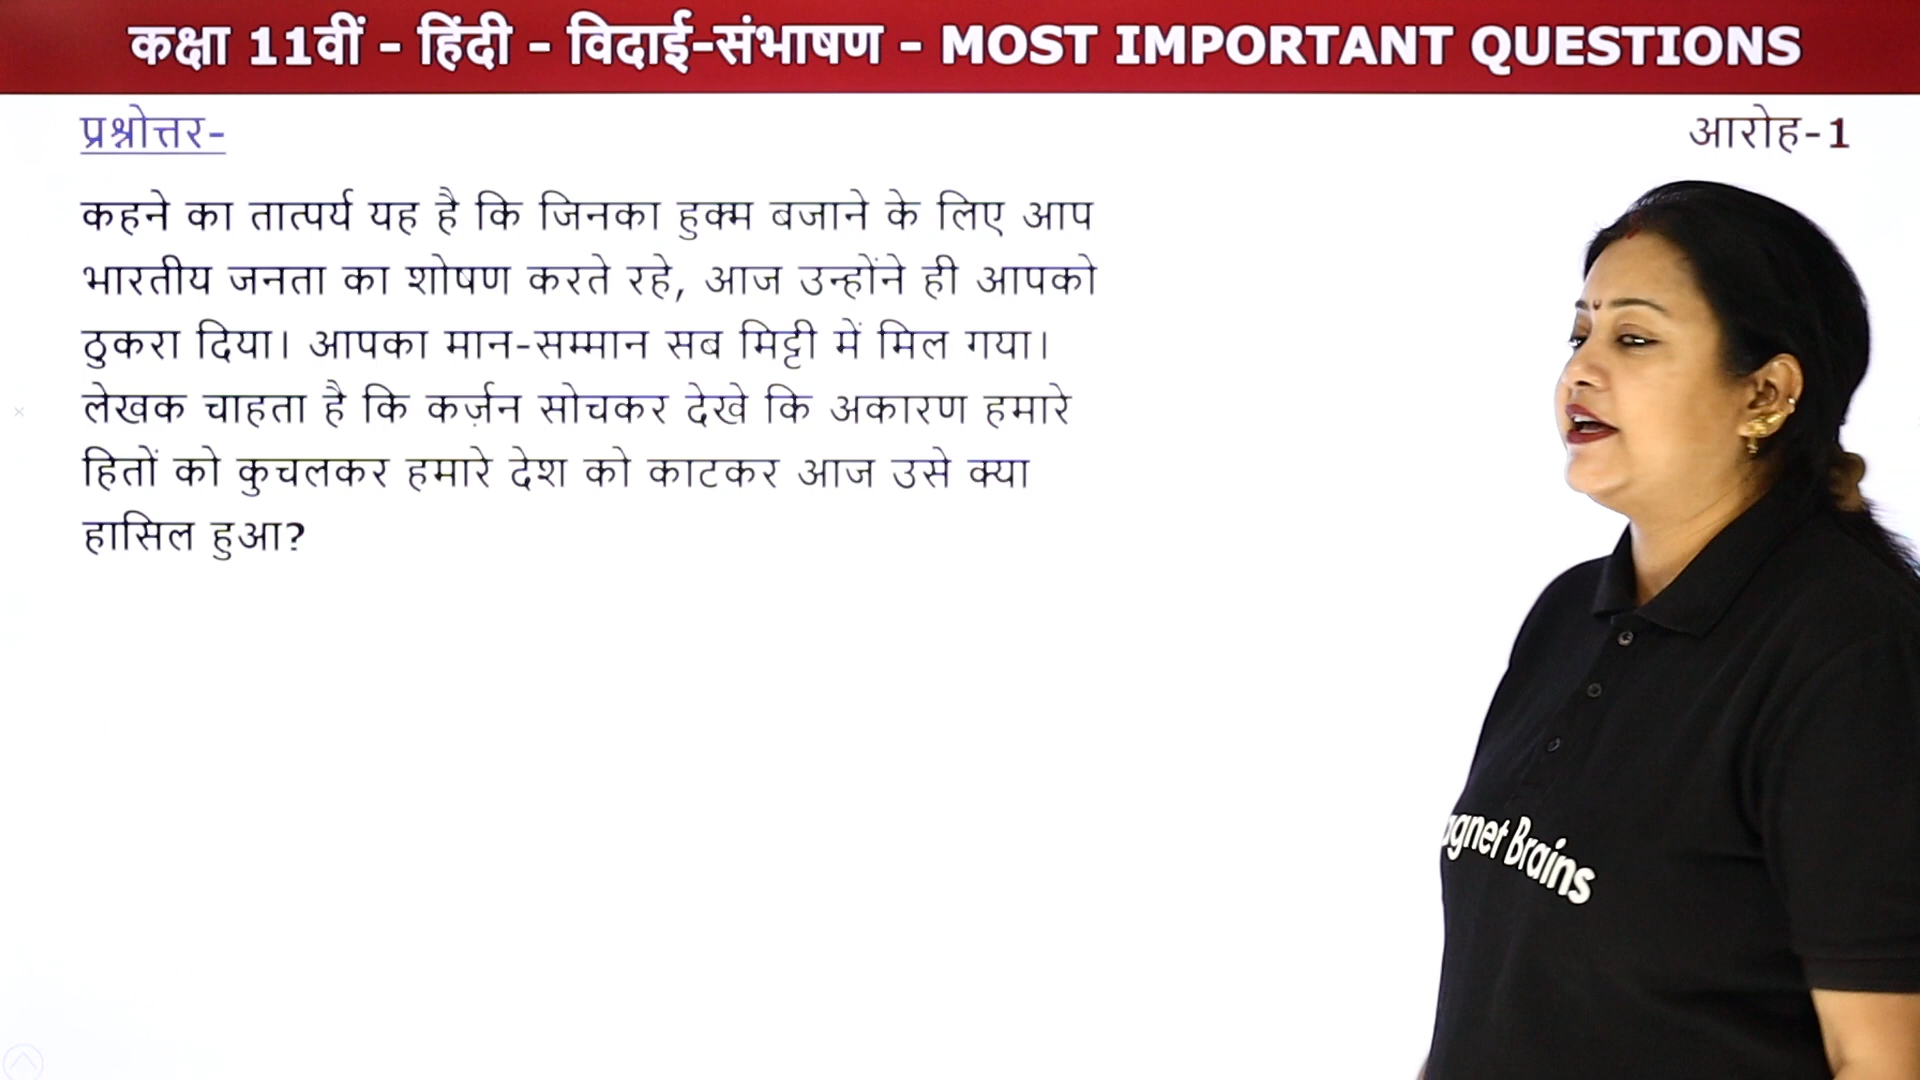 कक्षा 11वीं - हिंदी - विदाई-संभाषण - MOST IMPORTANT QUESTIONS
प्रश्नोत्तर-
आरोह-1
कहने का तात्पर्य यह है कि जिनका हुक्म बजाने के लिए आप
भारतीय जनता का शोषण करते रहे, आज उन्होंने ही आपको
ठुकरा दिया। आपका मान-सम्मान सब मिट्टी में मिल गया।
लेखक चाहता है कि कर्ज़न सोचकर देखे कि अकारण हमारे
हितों को कुचलकर हमारे देश को काटकर आज उसे क्या
हासिल हुआ?
agnet Brains